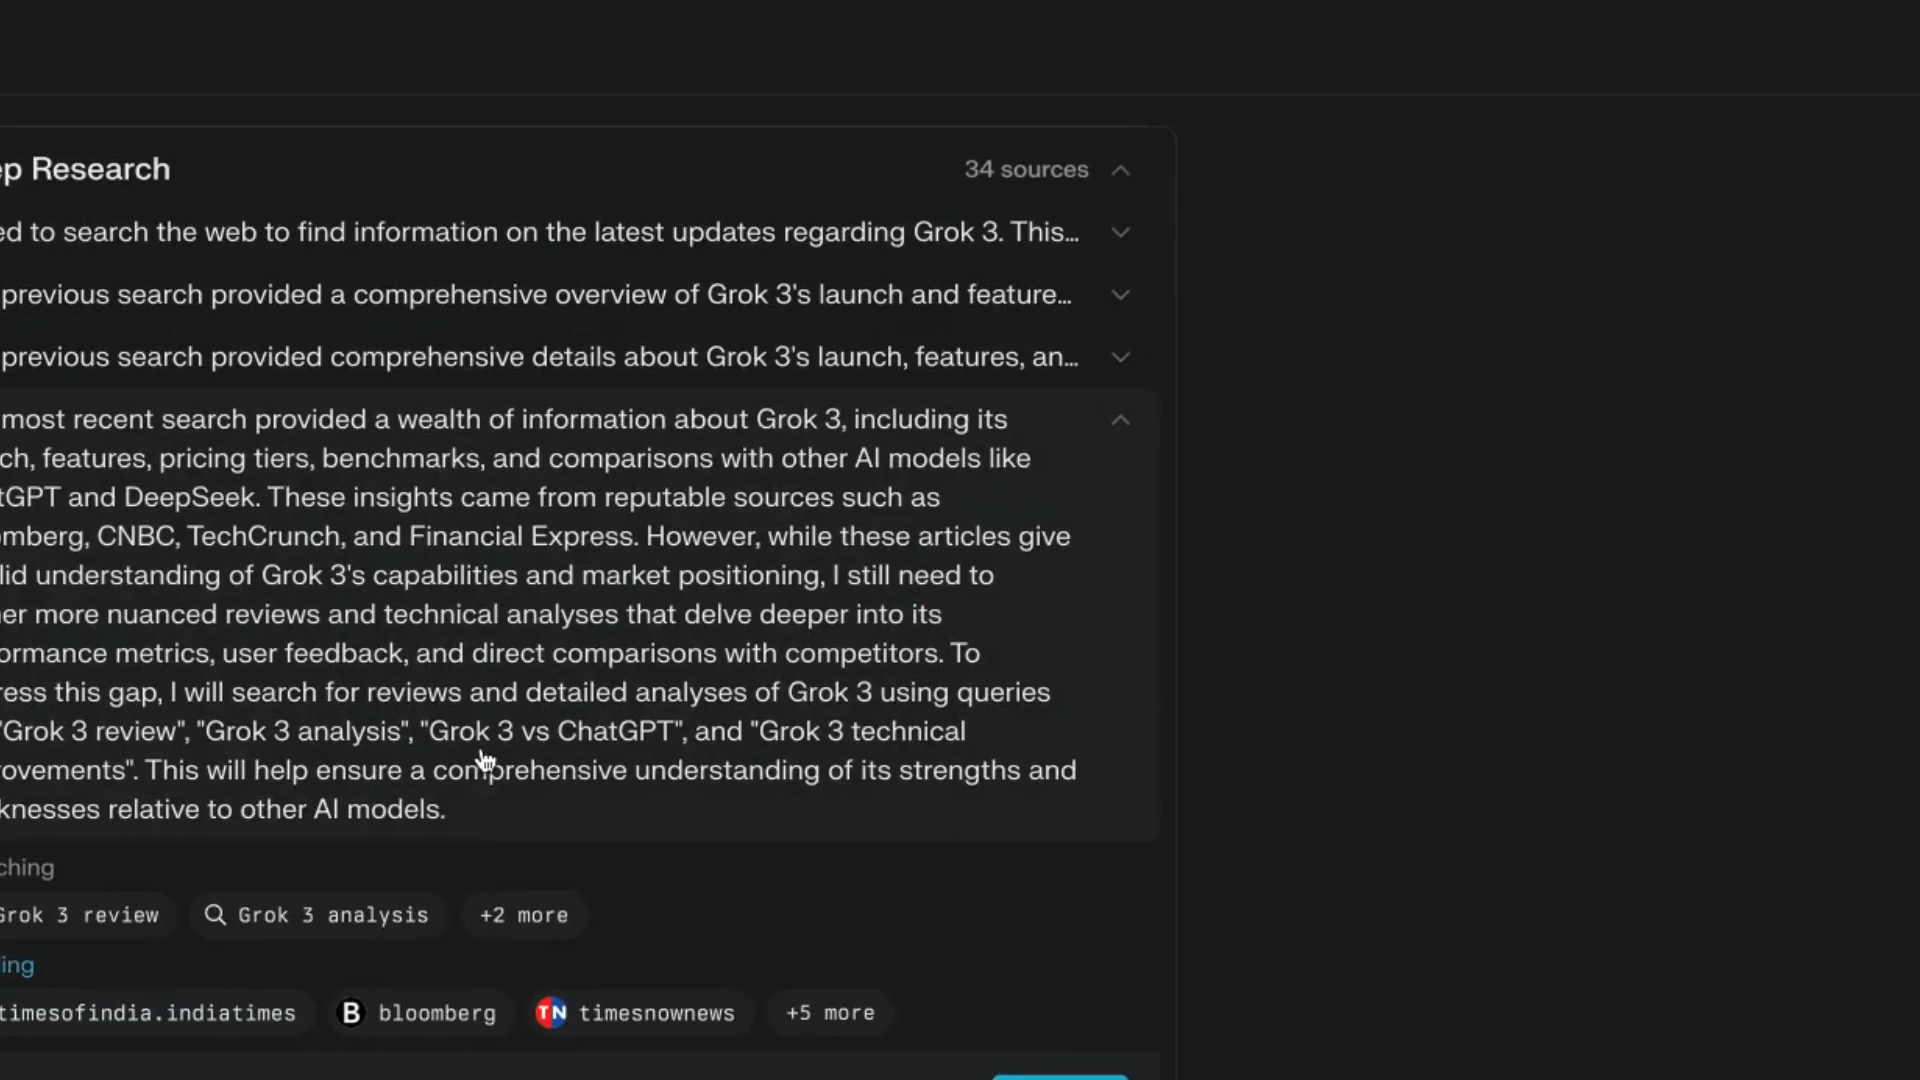 ep Research
34 sources
ed to search the web to find information on the latest updates regarding Grok 3. This...
previous search provided a comprehensive overview of Grok 3's launch and feature...
previous search provided comprehensive details about Grok 3's launch, features, an...
most recent search provided a wealth of information about Grok 3, including its
ch, features, pricing tiers, benchmarks, and comparisons with other AI models like
tGPT and DeepSeek. These insights came from reputable sources such as
omberg, CNBC, TechCrunch, and Financial Express. However, while these articles give
lid understanding of Grok 3's capabilities and market positioning, I still need to
her more nuanced reviews and technical analyses that delve deeper into its
ormance metrics, user feedback, and direct comparisons with competitors. To
ress this gap, I will search for reviews and detailed analyses of Grok 3 using queries
"Grok 3 review", "Grok 3 analysis", "Grok 3 vs ChatGPT", and "Grok 3 technical
rovements". This will help ensure a comprehensive understanding of its strengths and
knesses relative to other AI models.
ching
Grok 3 review
Grok 3 analysis
+2 more
ling
timesofindia.indiatimes
B bloomberg
TN timesnownews
+5 more